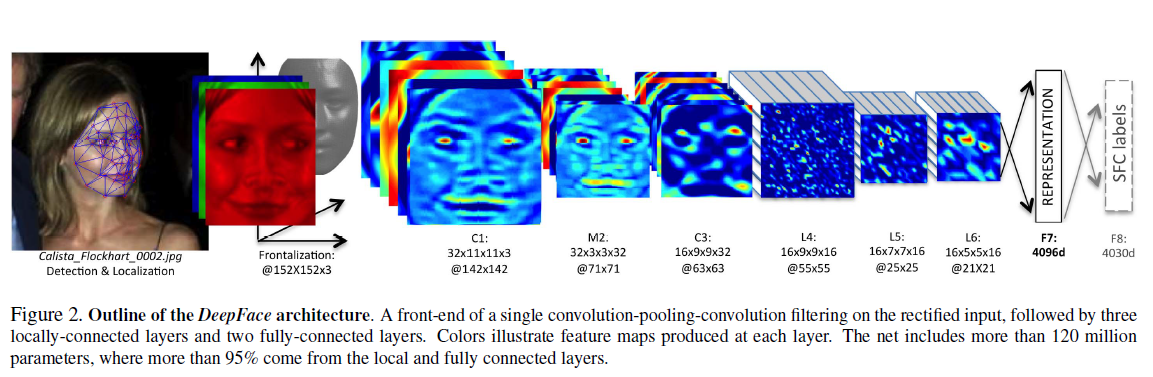 Calista_Flockhart_0002.jpg
Detection & Localization
Frontalization:
@152X152x3
C1:
32x11x11x3
@142x142
M2:
32x3x3x32
@71x71
C3:
16x9x9x32
@63x63
L4:
16x9x9x16
@55x55
L5:
16x7x7x16
@25x25
L6:
16x5x5x16
@21X21
REPRESENTATION
F7:
4096d
SFC labels
F8:
4030d
Figure 2. Outline of the DeepFace architecture. A front-end of a single convolution-pooling-convolution filtering on the rectified input, followed by three
locally-connected layers and two fully-connected layers. Colors illustrate feature maps produced at each layer. The net includes more than 120 million
parameters, where more than 95% come from the local and fully connected layers.